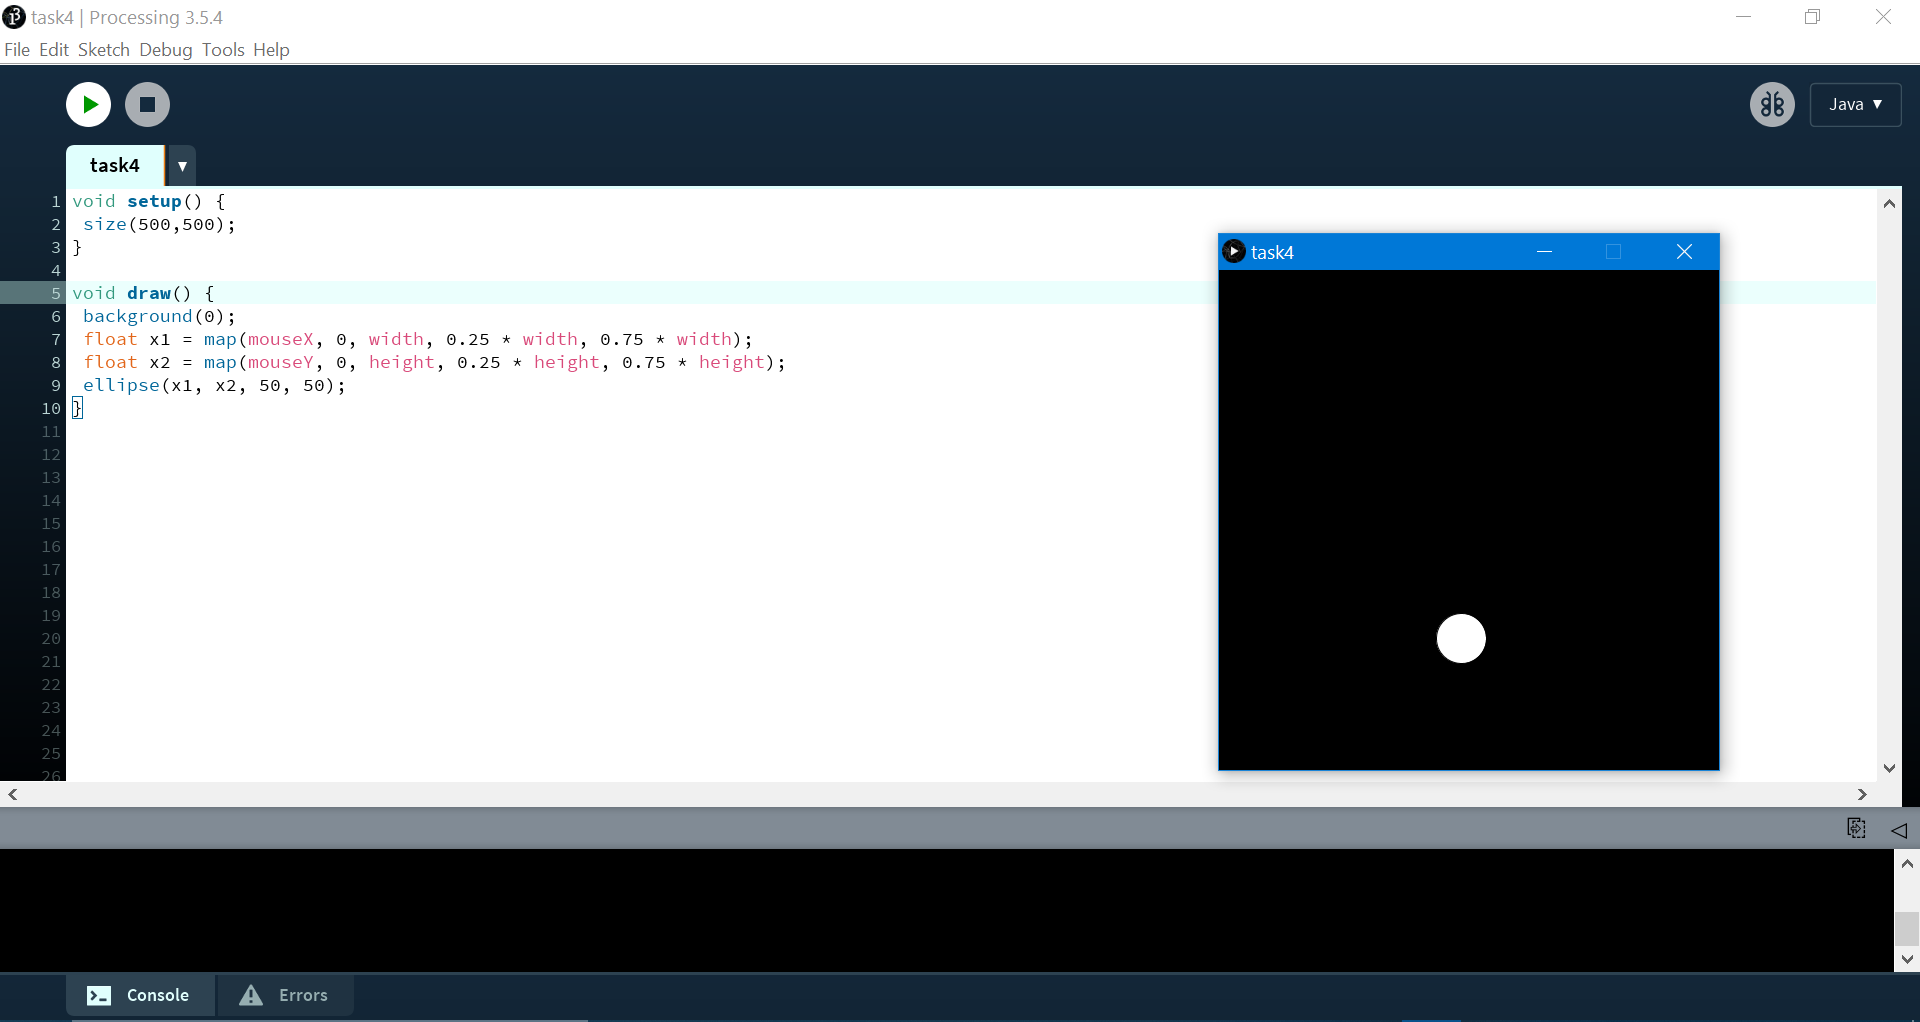 task4 | Processing 3.5.4
File Edit Sketch Debug Tools Help
Java ▼
task4 ▼
1 void setup() {
2  size(500,500);
3 }
4
5 void draw() {
6  background(0);
7  float x1 = map(mouseX, 0, width, 0.25 * width, 0.75 * width);
8  float x2 = map(mouseY, 0, height, 0.25 * height, 0.75 * height);
9  ellipse(x1, x2, 50, 50);
10 }
11
12
13
14
15
16
17
18
19
20
21
22
23
24
25
26
task4
Console Errors